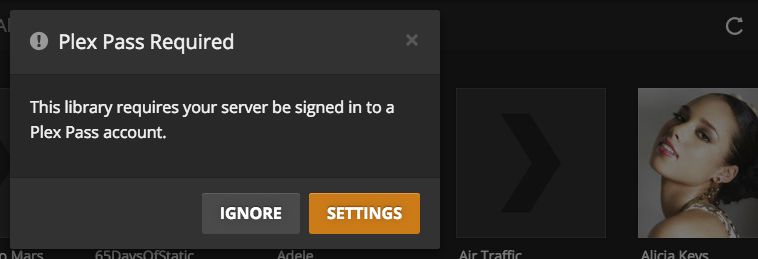 Plex Pass Required
This library requires your server be signed in to a
Plex Pass account.
IGNORE
SETTINGS
Mars
65DaysOfStatic
Adele
Air Traffic
Alicia Keys